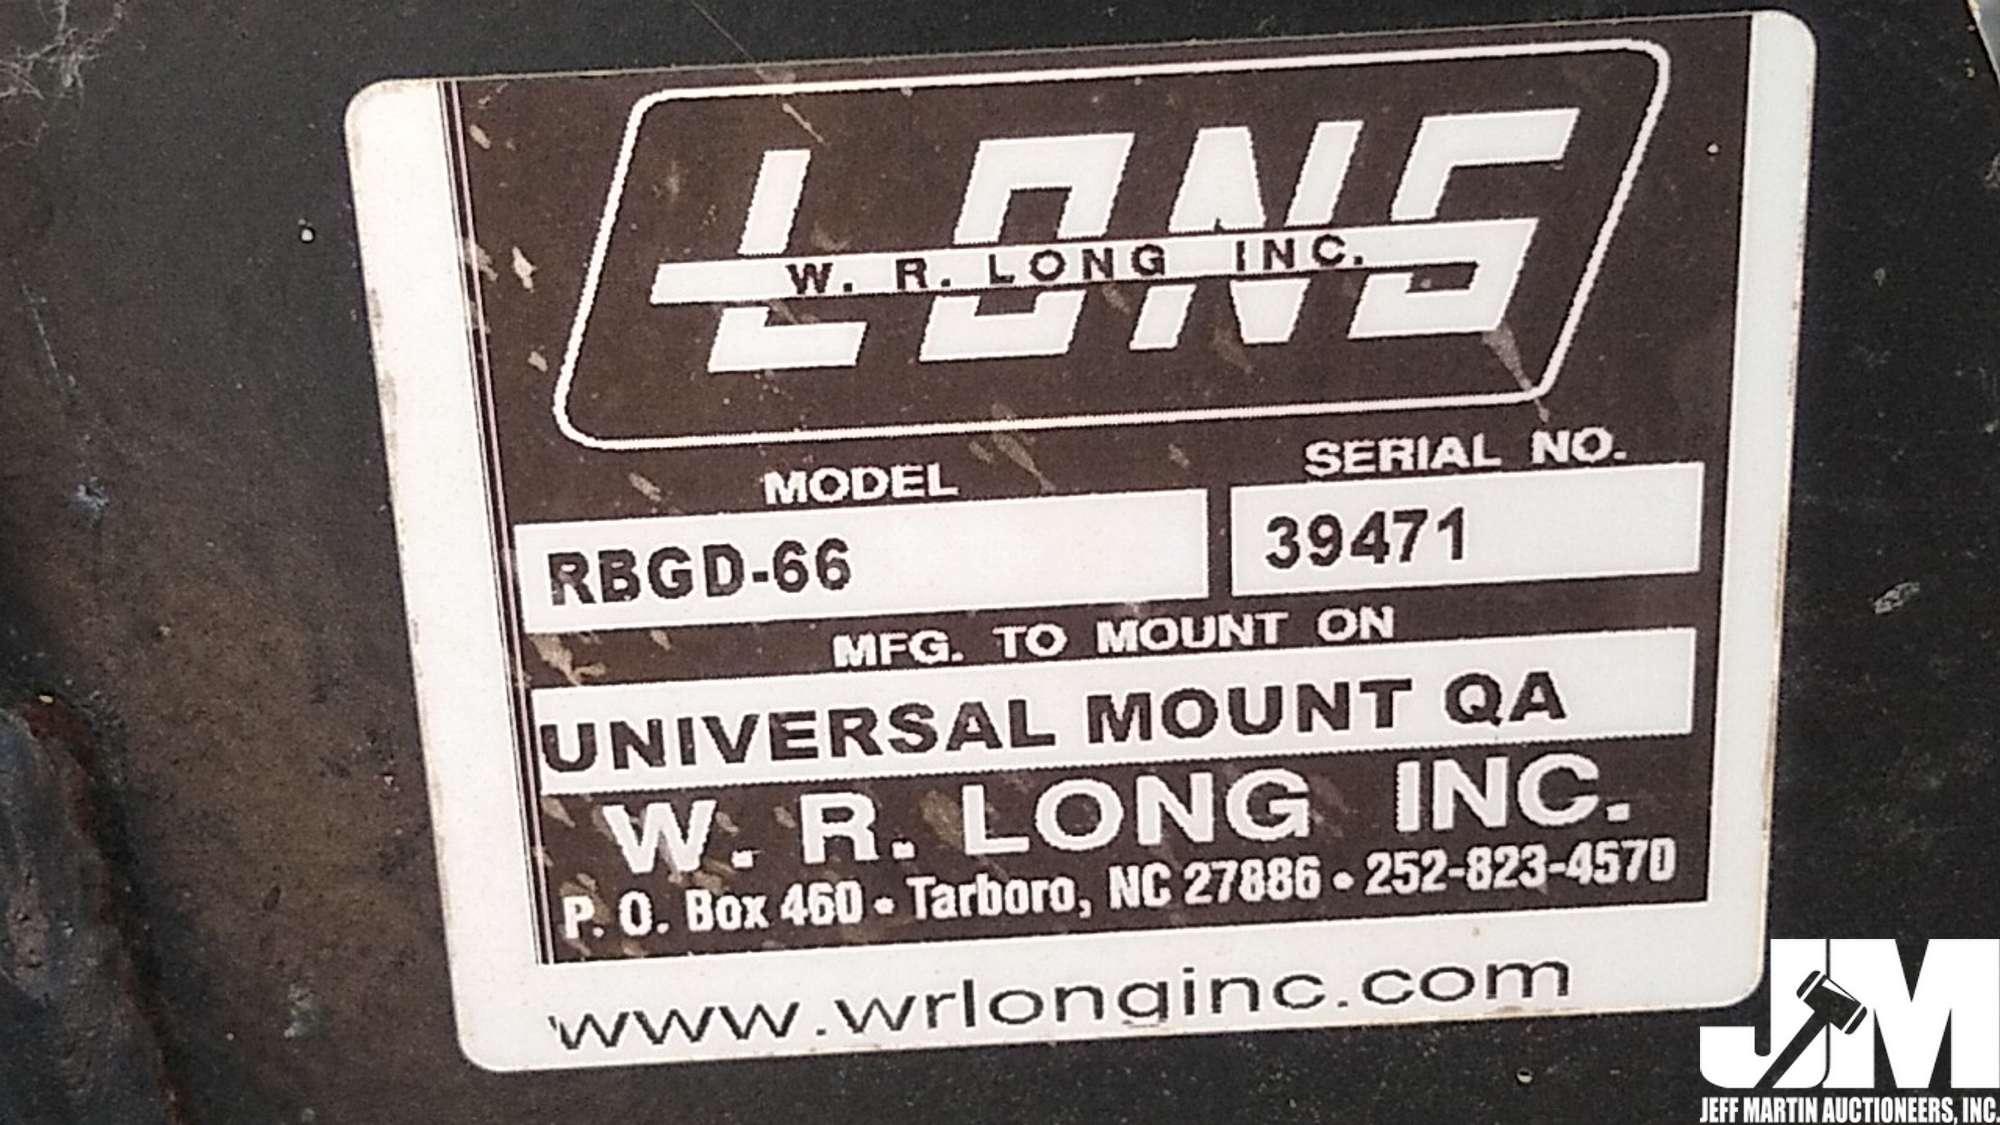 LONG
W. R. LONG INC.
MODEL
SERIAL NO.
RBGD-66
39471
MFG. TO MOUNT ON
UNIVERSAL MOUNT QA
W. R. LONG INC.
P. O. Box 460 • Tarboro, NC 27886 • 252-823-4570
www.wrlonginc.com
JM
JEFF MARTIN AUCTIONEERS, INC.